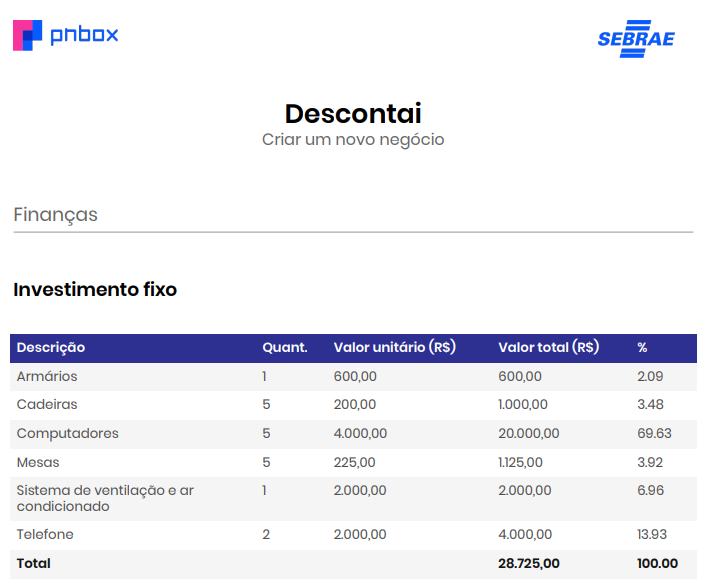 pnbox
SEBRAE
Descontai
Criar um novo negócio
Finanças
Investimento fixo
Descrição Quant. Valor unitário (R$) Valor total (R$) %
Armários 1 600,00 600,00 2.09
Cadeiras 5 200,00 1.000,00 3.48
Computadores 5 4.000,00 20.000,00 69.63
Mesas 5 225,00 1.125,00 3.92
Sistema de ventilação e ar 1 2.000,00 2.000,00 6.96
condicionado
Telefone 2 2.000,00 4.000,00 13.93
Total 28.725,00 100.00